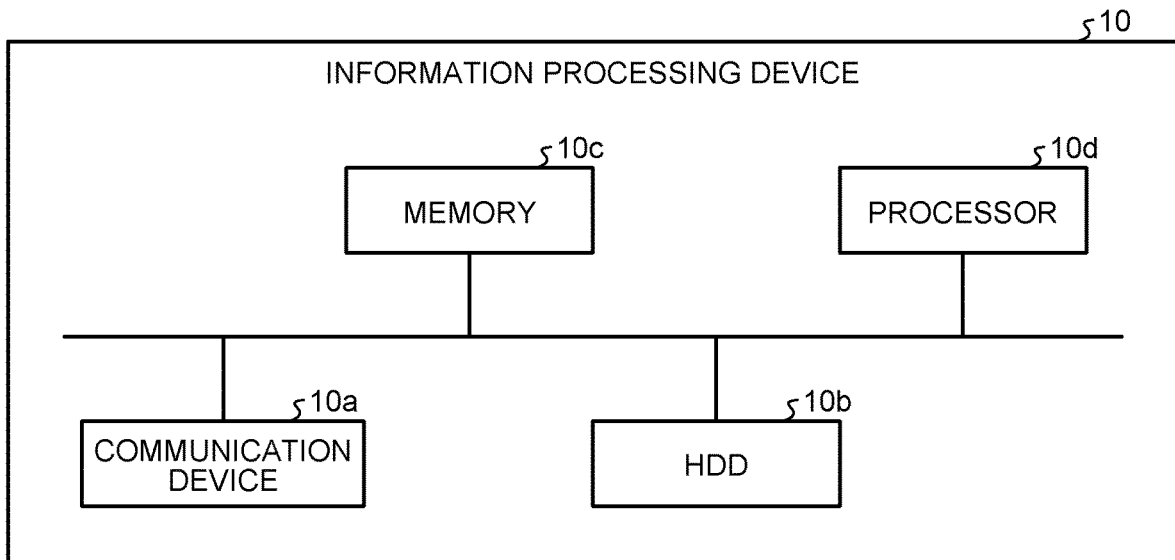 10
INFORMATION PROCESSING DEVICE
10c
10d
MEMORY
PROCESSOR
10a
10b
COMMUNICATION
DEVICE
HDD